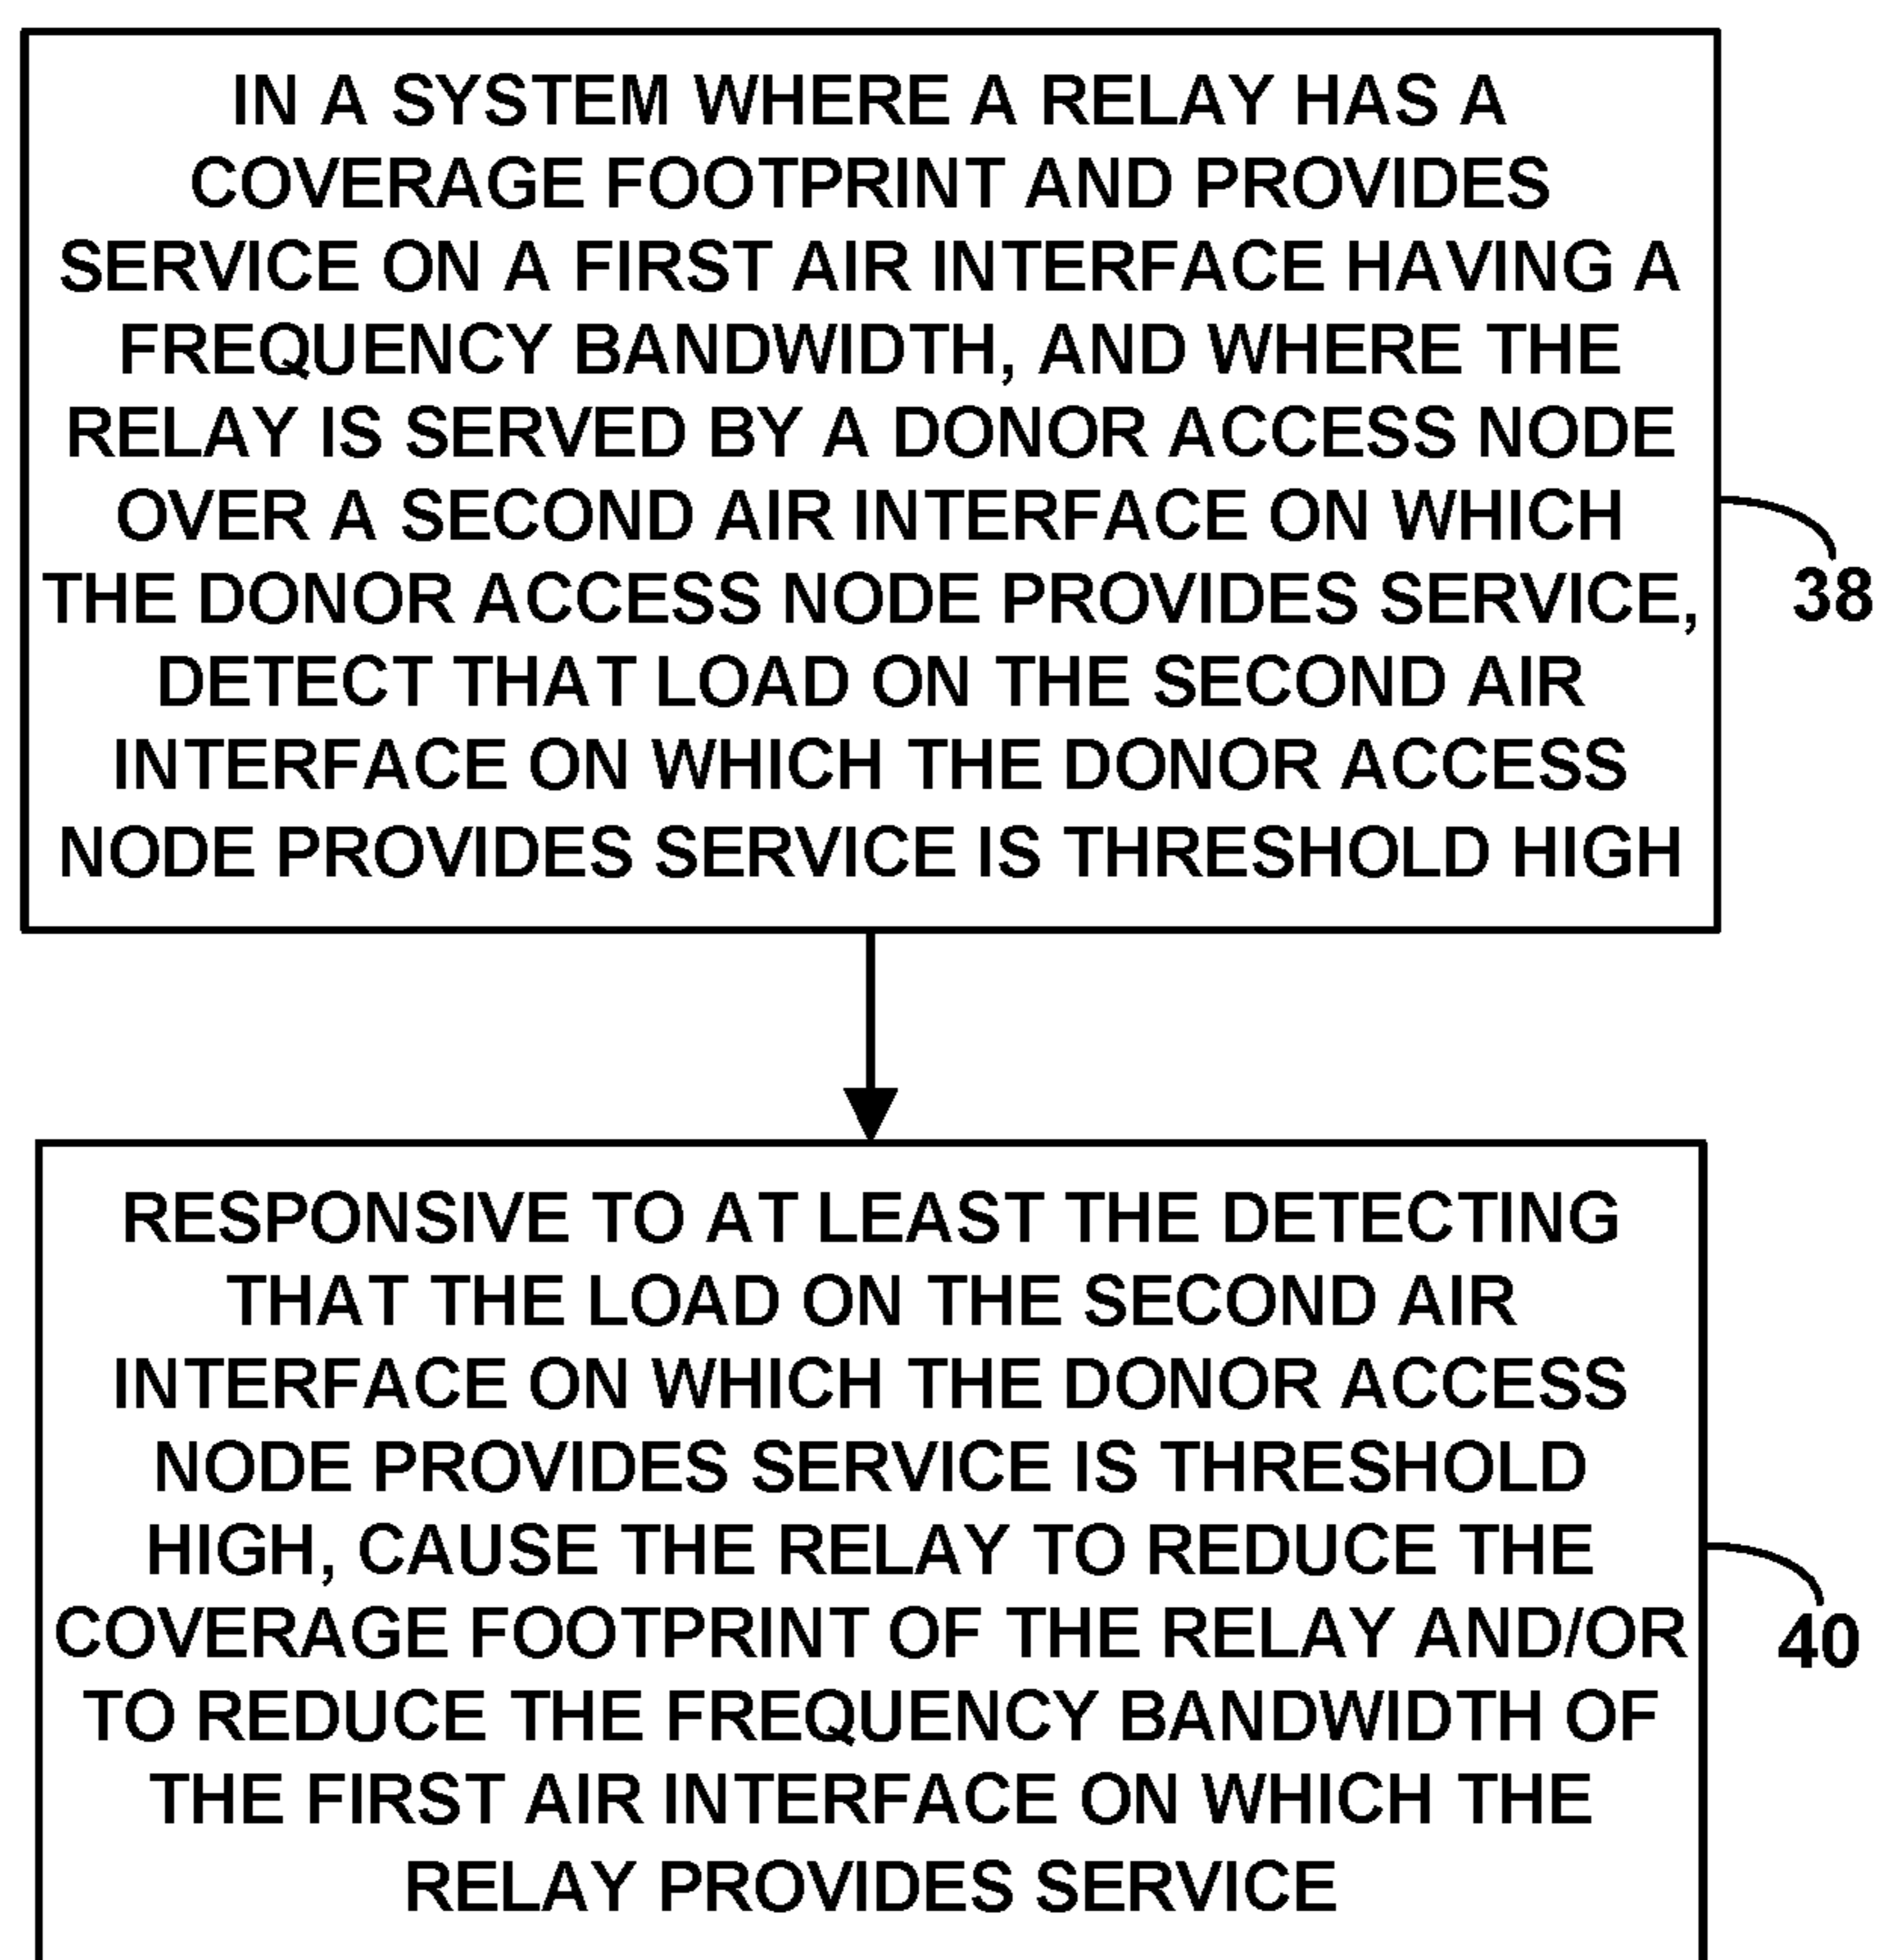 IN A SYSTEM WHERE A RELAY HAS A
COVERAGE FOOTPRINT AND PROVIDES
SERVICE ON A FIRST AIR INTERFACE HAVING A
FREQUENCY BANDWIDTH, AND WHERE THE
RELAY IS SERVED BY A DONOR ACCESS NODE
OVER A SECOND AIR INTERFACE ON WHICH
THE DONOR ACCESS NODE PROVIDES SERVICE,
DETECT THAT LOAD ON THE SECOND AIR
INTERFACE ON WHICH THE DONOR ACCESS
NODE PROVIDES SERVICE IS THRESHOLD HIGH
38
RESPONSIVE TO AT LEAST THE DETECTING
THAT THE LOAD ON THE SECOND AIR
INTERFACE ON WHICH THE DONOR ACCESS
NODE PROVIDES SERVICE IS THRESHOLD
HIGH, CAUSE THE RELAY TO REDUCE THE
COVERAGE FOOTPRINT OF THE RELAY AND/OR
TO REDUCE THE FREQUENCY BANDWIDTH OF
THE FIRST AIR INTERFACE ON WHICH THE
RELAY PROVIDES SERVICE
40